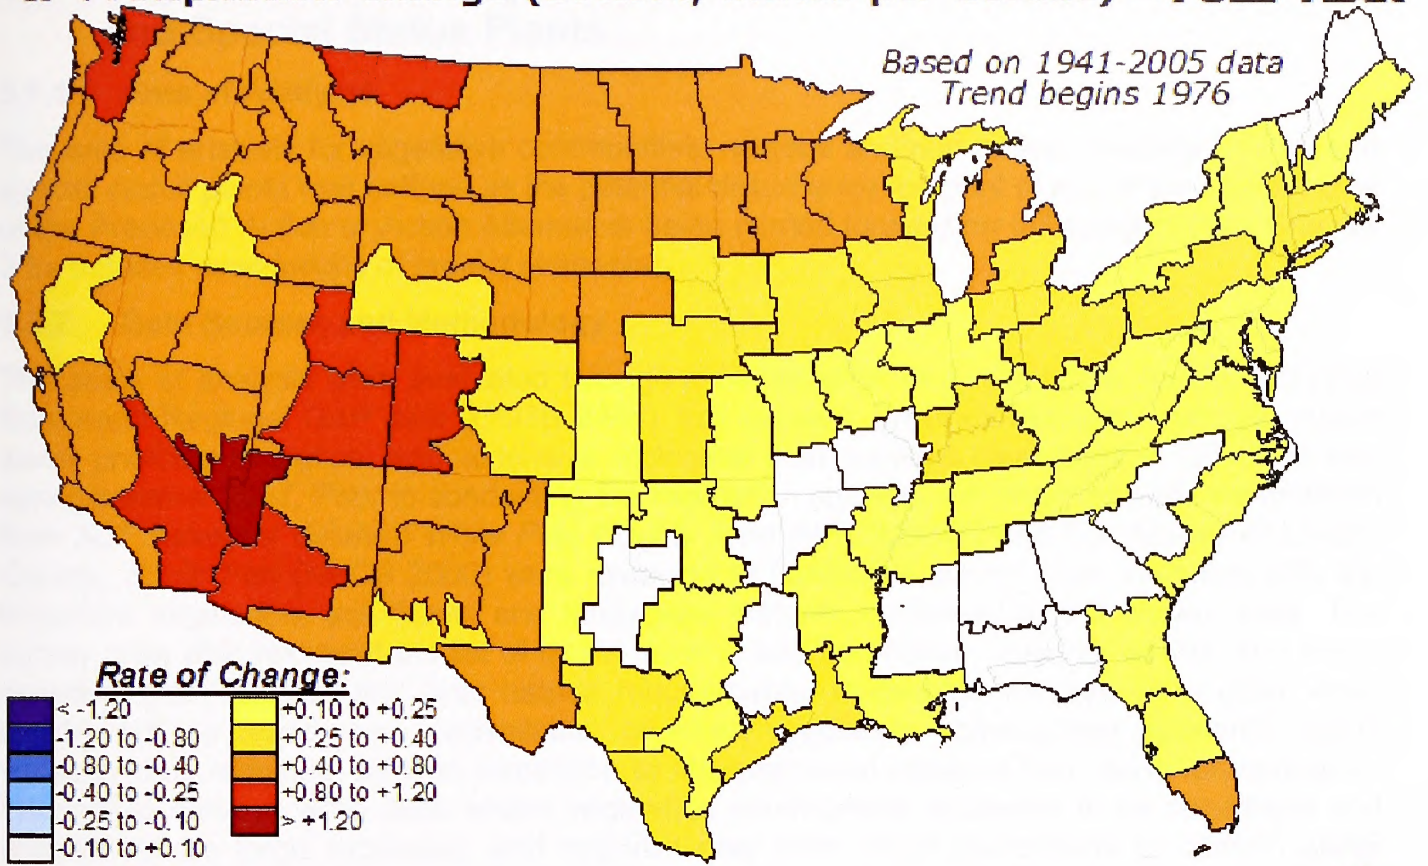 Based on 1941-2005 data
Trend begins 1976
Rate of Change:
< -1.20
-1.20 to -0.80
-0.80 to -0.40
-0.40 to -0.25
-0.25 to -0.10
-0.10 to +0.10
+0.10 to +0.25
+0.25 to +0.40
+0.40 to +0.80
+0.80 to +1.20
> +1.20